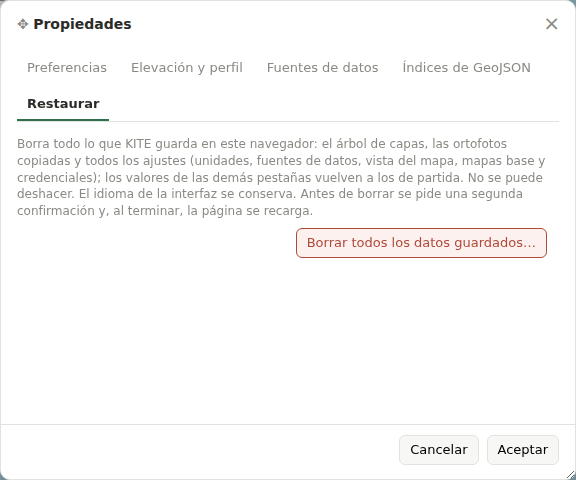 Propiedades
Preferencias
Elevación y perfil
Fuentes de datos
Índices de GeoJSON
Restaurar
Borra todo lo que KITE guarda en este navegador: el árbol de capas, las ortofotos
copiadas y todos los ajustes (unidades, fuentes de datos, vista del mapa, mapas base y
credenciales); los valores de las demás pestañas vuelven a los de partida. No se puede
deshacer. El idioma de la interfaz se conserva. Antes de borrar se pide una segunda
confirmación y, al terminar, la página se recarga.
Borrar todos los datos guardados…
Cancelar
Aceptar